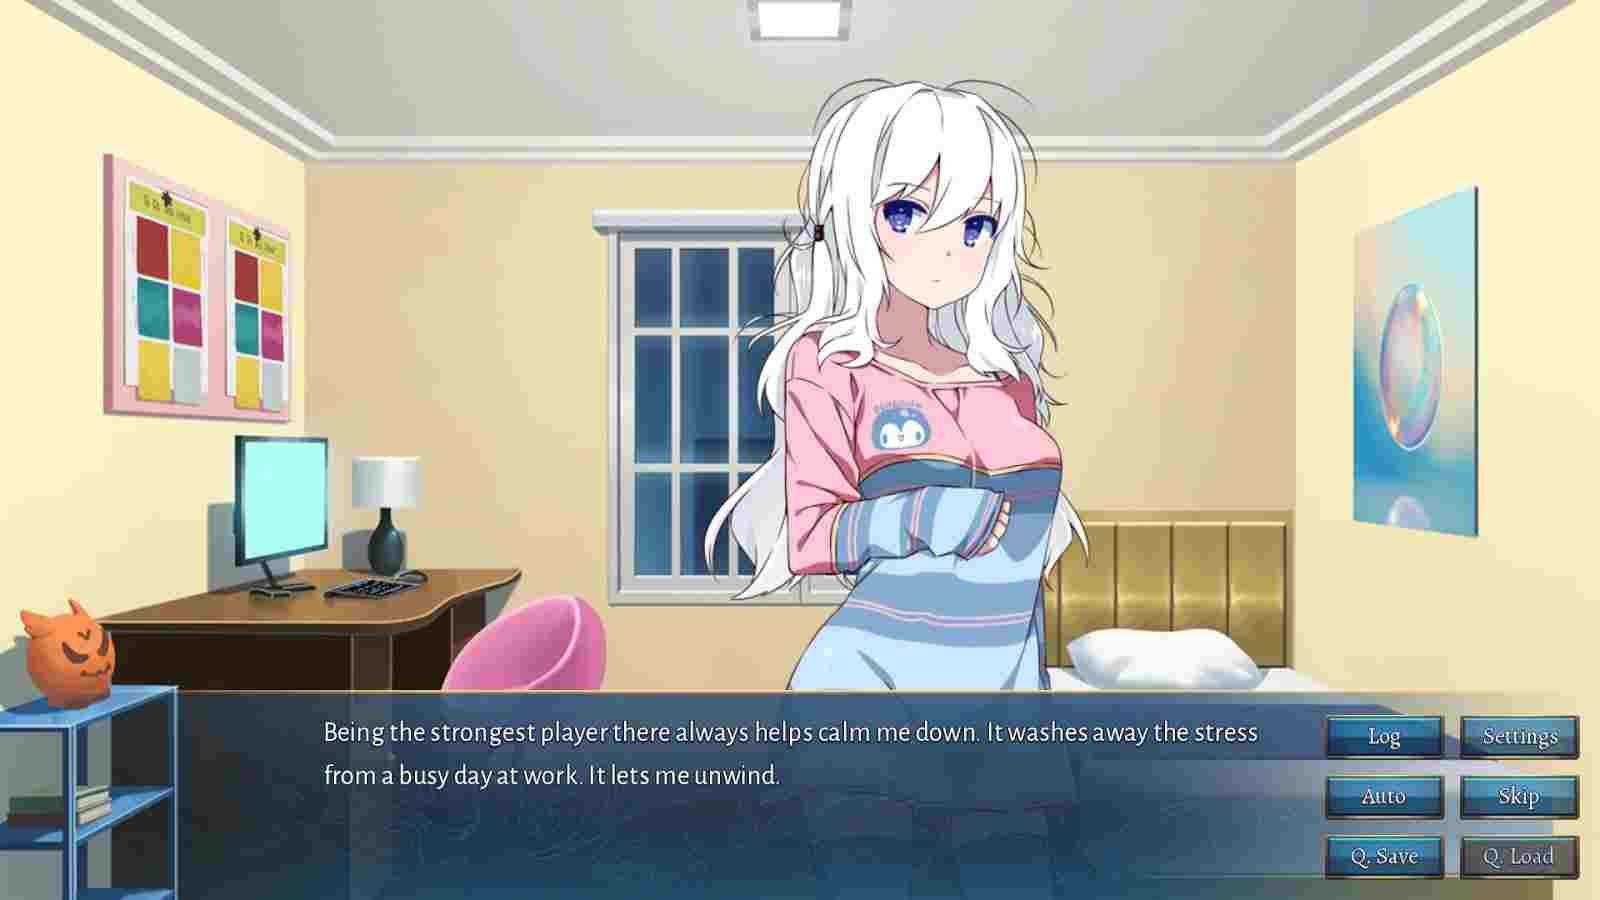 Being the strongest player there always helps calm me down. It washes away the stress
from a busy day at work. It lets me unwind.
Log
Settings
Auto
Skip
Q. Save
Q. Load